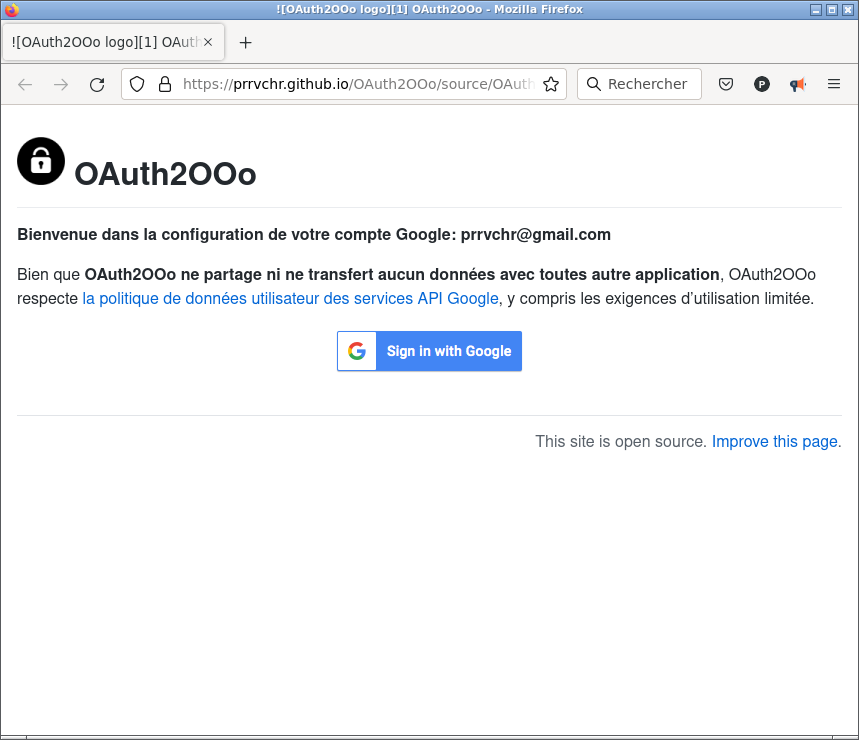 ![OAuth2OOo logo][1] OAuth2OOo - Mozilla Firefox
![OAuth2OOo logo][1] OAuth
https://prrvchr.github.io/OAuth2OOo/source/OAuth
Rechercher
P
OAuth2OOo
Bienvenue dans la configuration de votre compte Google: prrvchr@gmail.com
Bien que OAuth2OOo ne partage ni ne transfert aucun données avec toutes autre application, OAuth2OOo
respecte la politique de données utilisateur des services API Google, y compris les exigences d’utilisation limitée.
G
Sign in with Google
This site is open source. Improve this page.